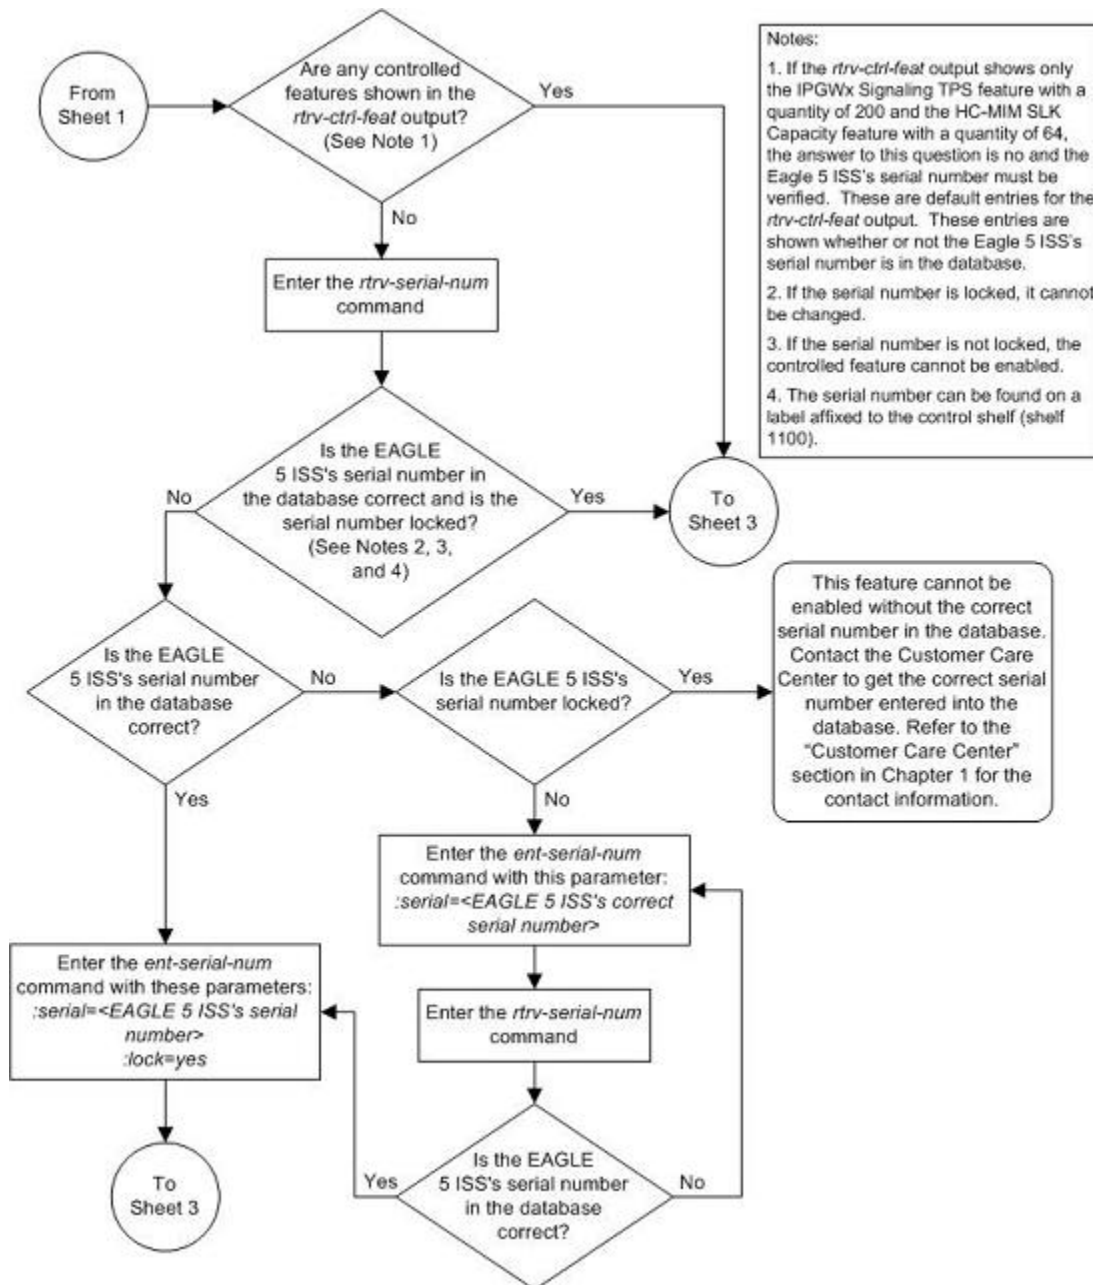 From
Sheet 1
Are any controlled
features shown in the
rtrv-ctrl-feat output?
(See Note 1)
Yes
No
Notes:
1. If the rtrv-ctrl-feat output shows only
the IPGWx Signaling TPS feature with a
quantity of 200 and the HC-MIM SLK
Capacity feature with a quantity of 64,
the answer to this question is no and the
Eagle 5 ISS's serial number must be
verified. These are default entries for the
rtrv-ctrl-feat output. These entries are
shown whether or not the Eagle 5 ISS's
serial number is in the database.
2. If the serial number is locked, it cannot
be changed.
3. If the serial number is not locked, the
controlled feature cannot be enabled.
4. The serial number can be found on a
label affixed to the control shelf (shelf
1100).
Enter the rtrv-serial-num
command
Is the EAGLE
5 ISS's serial number in
the database correct and is the
serial number locked?
(See Notes 2, 3,
and 4)
No
Yes
To
Sheet 3
Is the EAGLE
5 ISS's serial number
in the database
correct?
No
Yes
Is the EAGLE 5 ISS's
serial number locked?
Yes
No
This feature cannot be
enabled without the correct
serial number in the database.
Contact the Customer Care
Center to get the correct serial
number entered into the
database. Refer to the
“Customer Care Center”
section in Chapter 1 for the
contact information.
Enter the ent-serial-num
command with this parameter:
:serial=<EAGLE 5 ISS's correct
serial number>
Enter the ent-serial-num
command with these parameters:
:serial=<EAGLE 5 ISS's serial
number>
:lock=yes
Enter the rtrv-serial-num
command
Is the EAGLE
5 ISS's serial number
in the database
correct?
Yes
No
To
Sheet 3